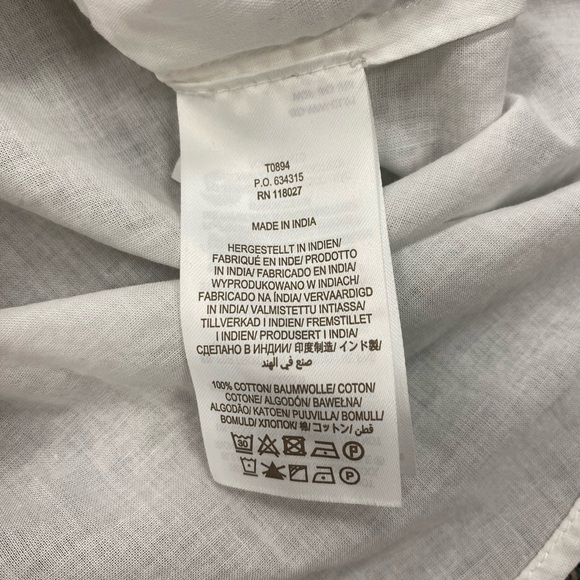 T0894
P.O. 634315
RN 118027
MADE IN INDIA
HERGESTELLT IN INDIEN/
FABRIQUÉ EN INDE/ PRODOTTO
IN INDIA/ FABRICADO EN INDIA/
WYPRODUKOWANO W INDIACH/
FABRICADO NA ÍNDIA/ VERVAARDIGD
IN INDIA/ VALMISTETTU INTIASSA/
TILLVERKAD I INDIEN/ FREMSTILLET
I INDIEN/ PRODUSERT I INDIA/
СДЕЛАНО В ИНДИИ/ 印度制造/ インド製/
صنع في الهند
100% COTTON/ BAUMWOLLE/ COTON/
COTONE/ ALGODÓN/ BAWEŁNA/
ALGODÃO/ KATOEN/ PUUVILLA/ BOMULL/
BOMULD/ ХЛОПОК/ 棉/ コットン/ قطن
30 P
P